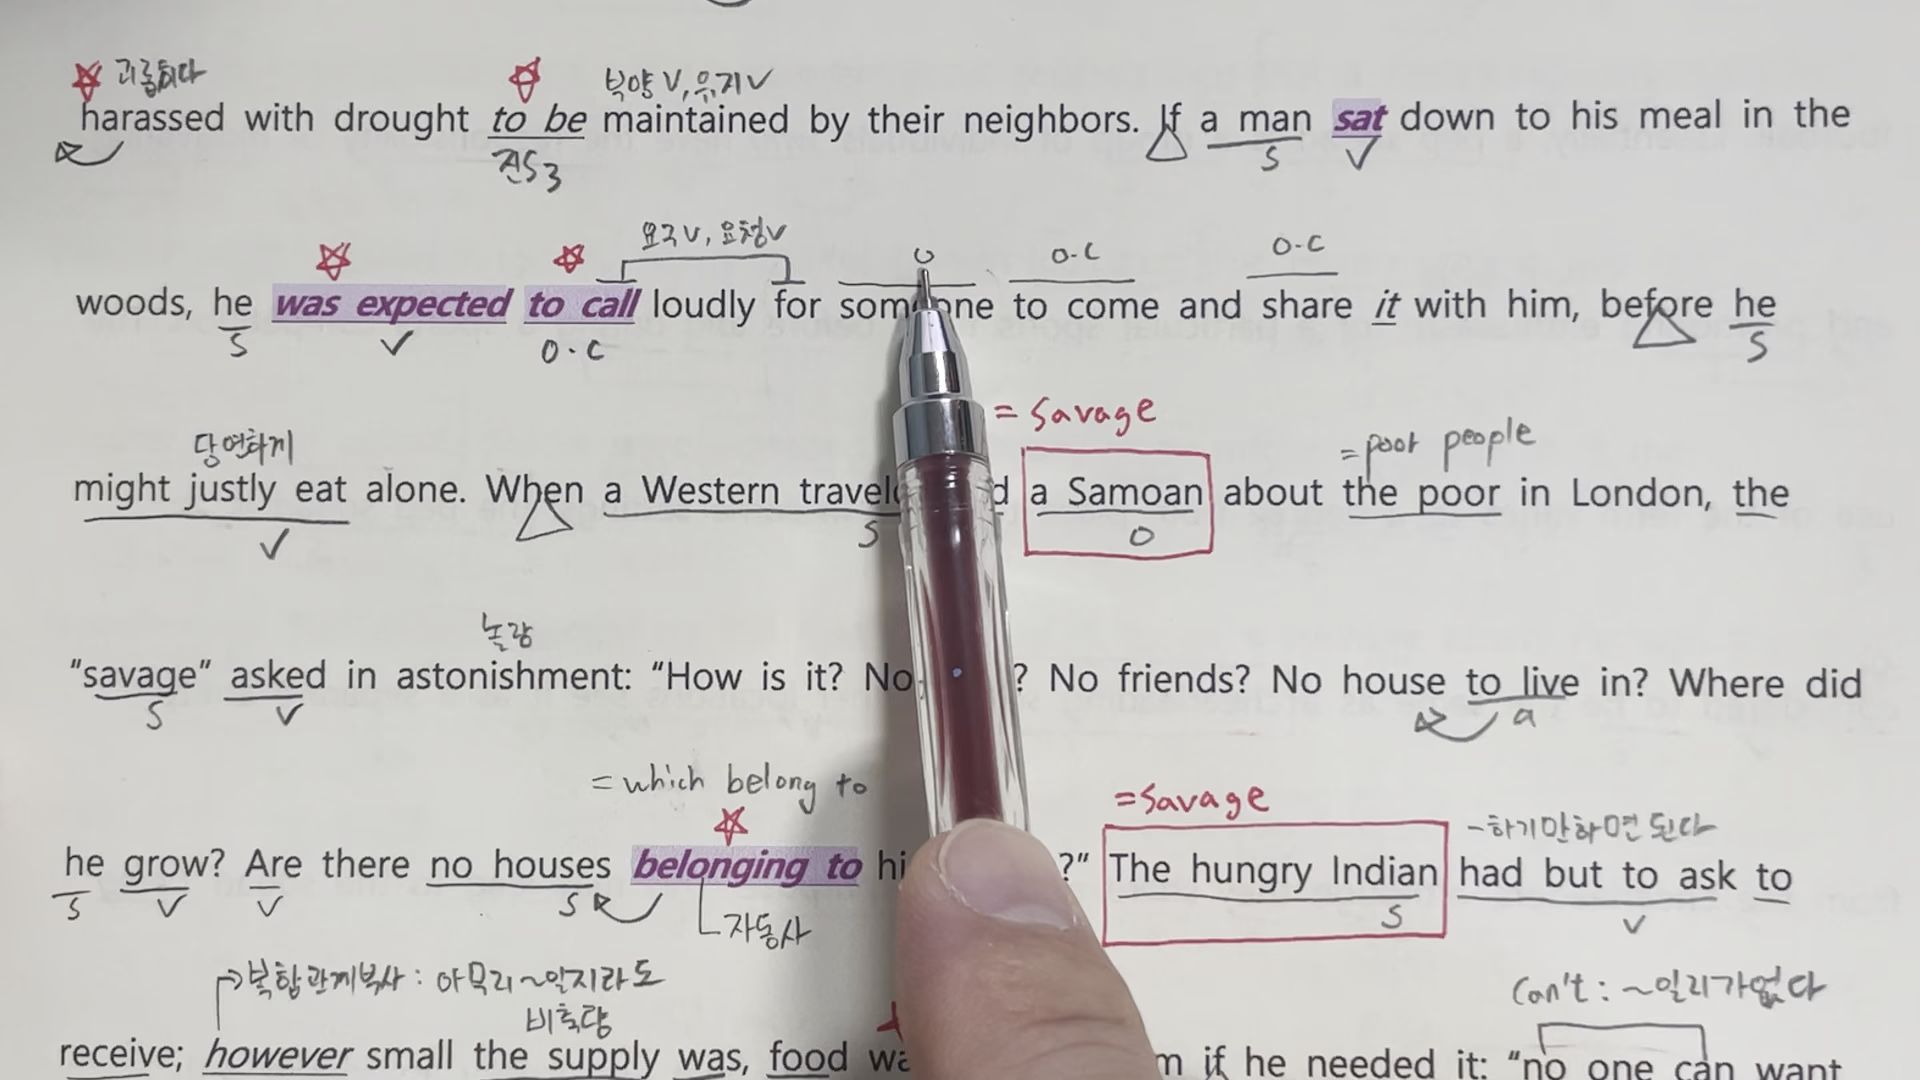 괴롭히다 부양V, 유지V
harassed with drought to be maintained by their neighbors. If a man sat down to his meal in the
진S3 S V
요구V, 요청V O O·C O·C
woods, he was expected to call loudly for someone to come and share it with him, before he
S V O·C S
= Savage
당연하게 =poor people
might justly eat alone. When a Western a Samoan about the poor in London, the
V S O
놀람
"savage" asked in astonishment: "How is it? No ? No friends? No house to live in? Where did
S V a
= which belong to =Savage ~하기만하면 된다
he grow? Are there no houses belonging to ?" The hungry Indian had but to ask to
S V V S 자동사 S V
복합관계부사 : 아무리~일지라도 Can't : ~일리가없다
receive; however small the supply was, food if he needed it: "no one can want